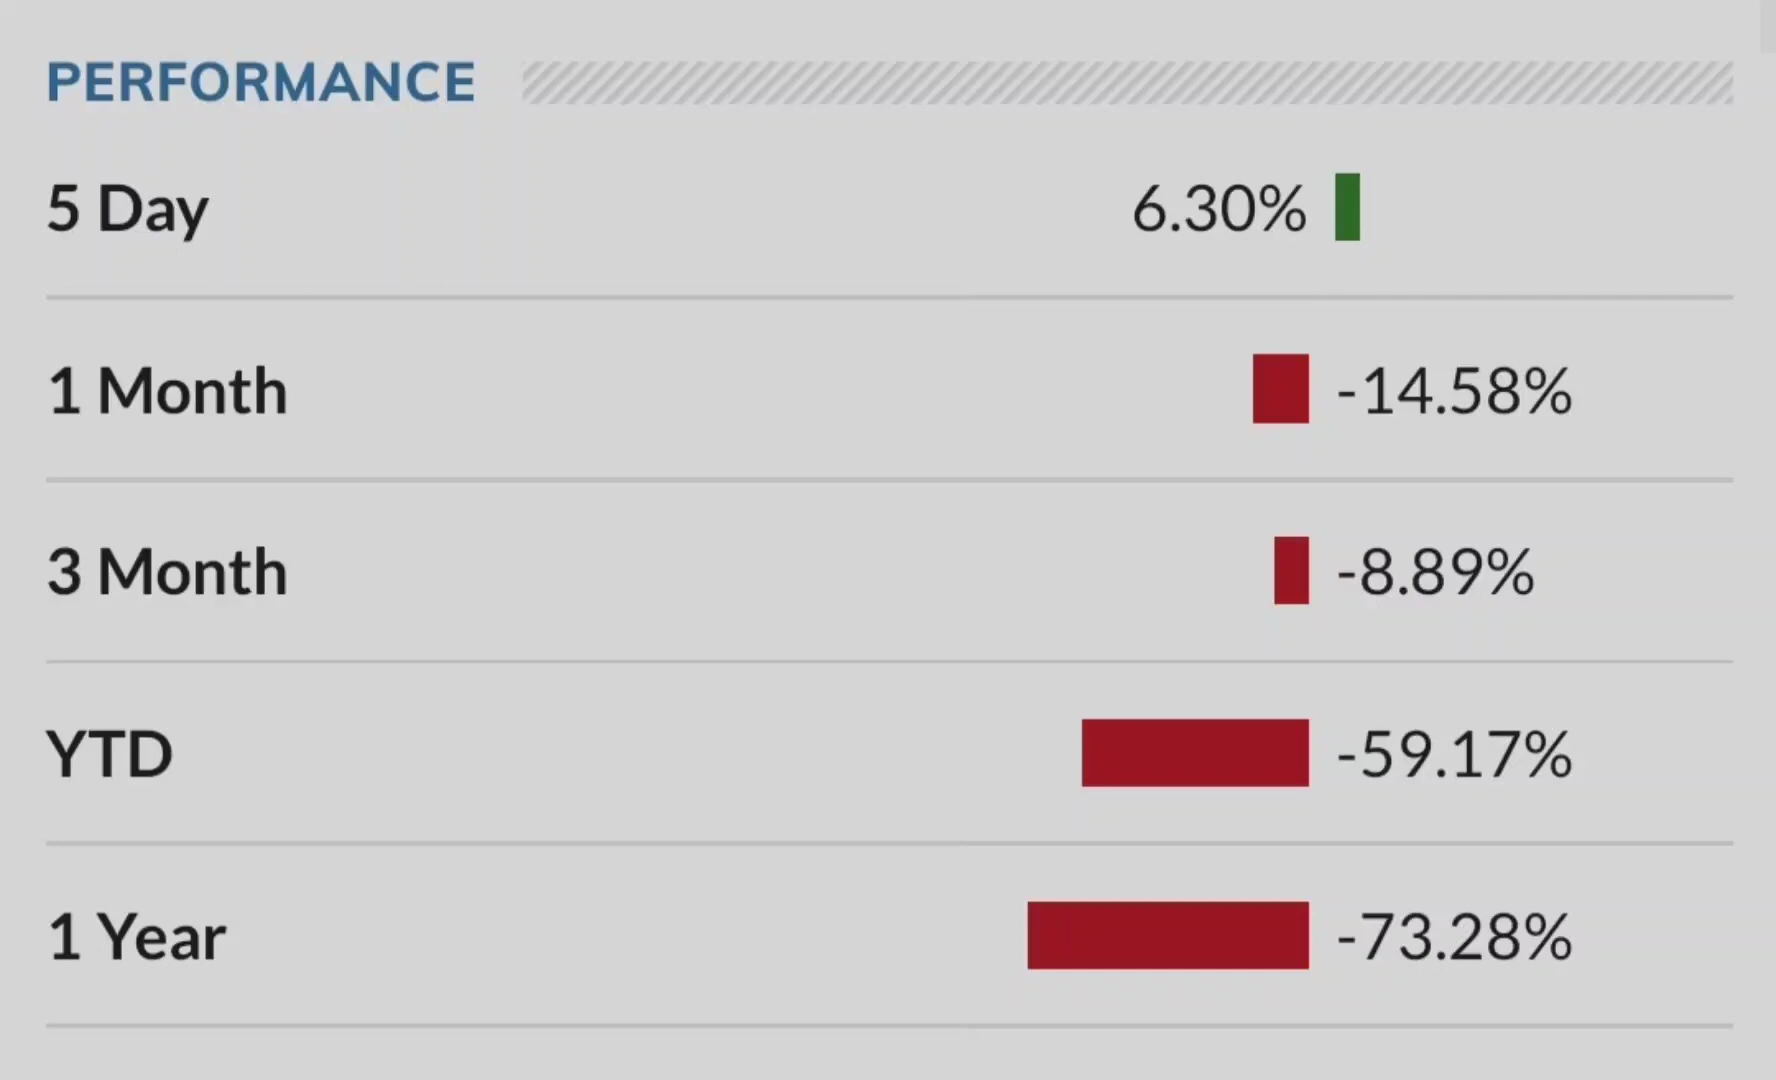 PERFORMANCE
5 Day 6.30%
1 Month -14.58%
3 Month -8.89%
YTD -59.17%
1 Year -73.28%